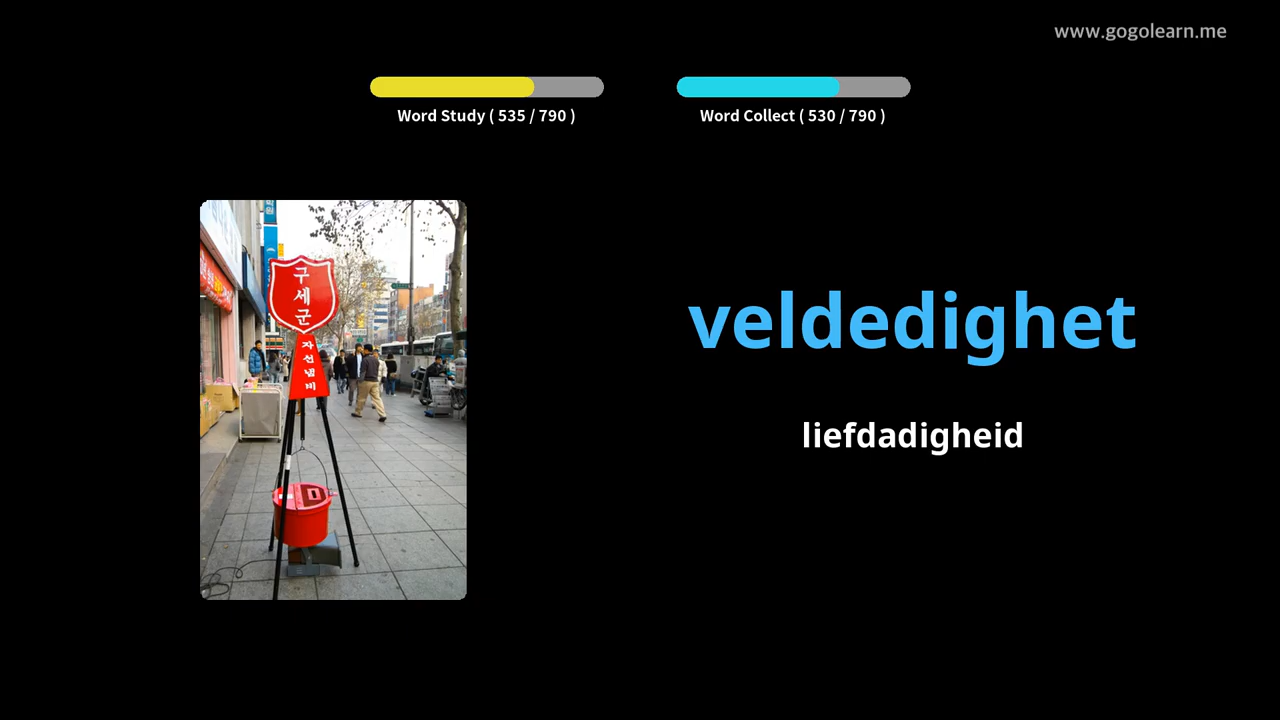 www.gogolearn.me
Word Study ( 535 / 790 )
Word Collect ( 530 / 790 )
구
세
군
자
선
냄
비
veldedighet
liefdadigheid